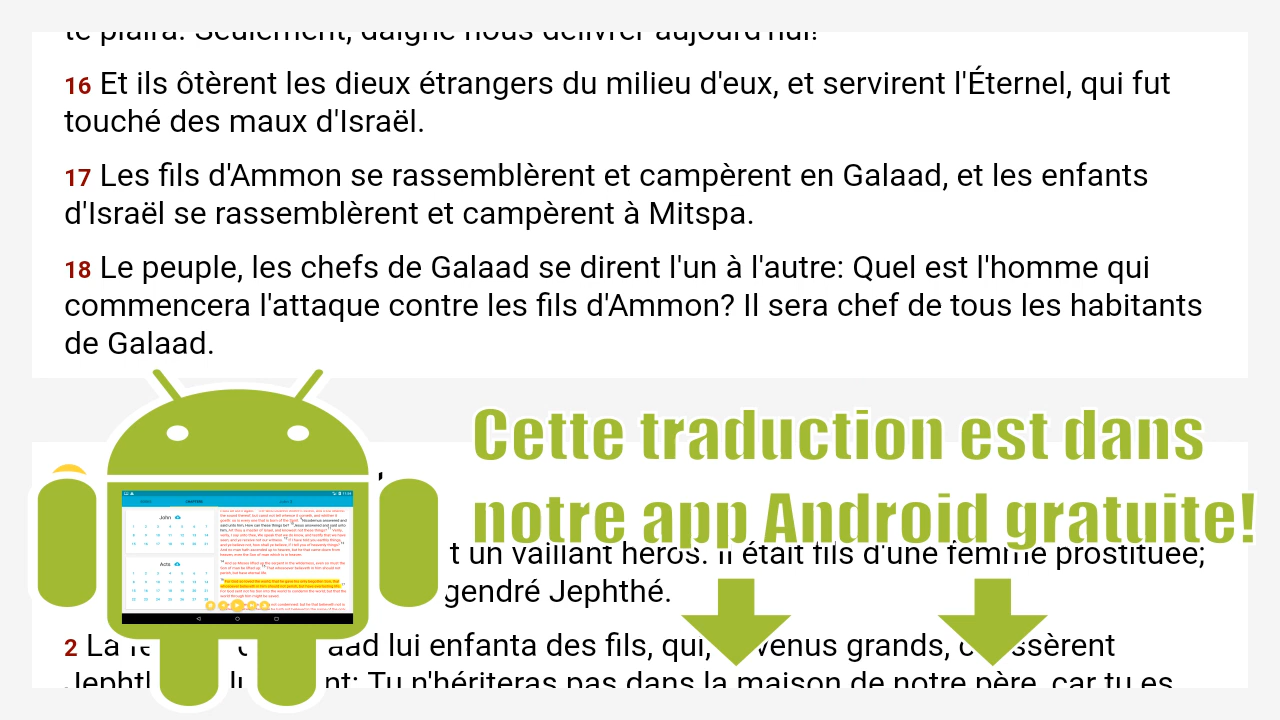 te plaira. Seulement, daigne nous délivrer aujourd'hui!
16 Et ils ôtèrent les dieux étrangers du milieu d'eux, et servirent l'Éternel, qui fut
touché des maux d'Israël.
17 Les fils d'Ammon se rassemblèrent et campèrent en Galaad, et les enfants
d'Israël se rassemblèrent et campèrent à Mitspa.
18 Le peuple, les chefs de Galaad se dirent l'un à l'autre: Quel est l'homme qui
commencera l'attaque contre les fils d'Ammon? Il sera chef de tous les habitants
de Galaad.
Cette traduction est dans
notre app Android gratuite!
John
Acts
t un vaillant héros. Il était fils d'une femme prostituée;
gendré Jephthé.
2 La aad lui enfanta des fils, qui, venus grands, ssèrent
nt: Tu n'hériteras pas dans la maison de notre père, car tu es